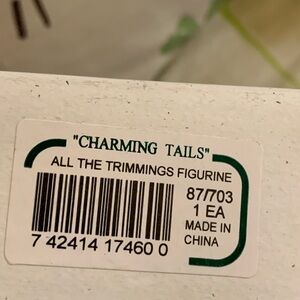 "CHARMING TAILS"
ALL THE TRIMMINGS FIGURINE
87/703
1 EA
MADE IN
CHINA
7 42414 17460 0